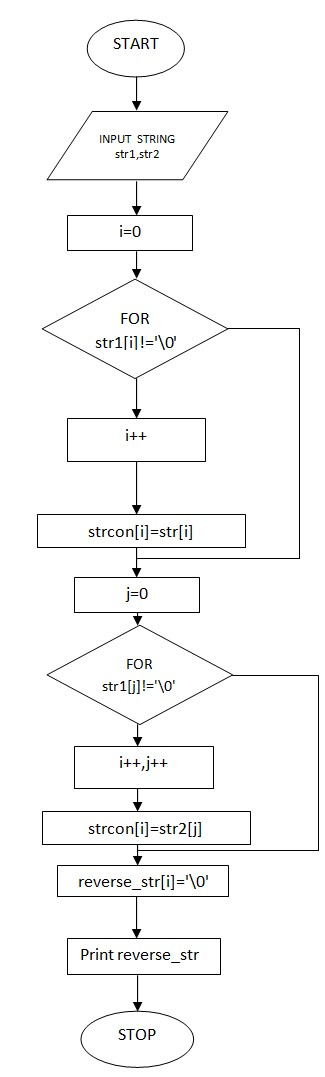 START
INPUT STRING
str1,str2
i=0
FOR
str1[i]!='\0'
i++
strcon[i]=str[i]
j=0
FOR
str1[j]!='\0'
i++,j++
strcon[i]=str2[j]
reverse_str[i]='\0'
Print reverse_str
STOP